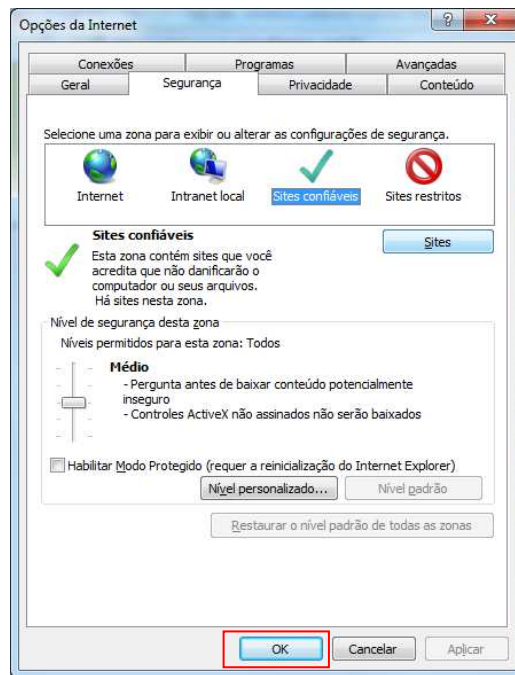 Opções da Internet
Conexões Programas Avançadas
Geral Segurança Privacidade Conteúdo
Selecione uma zona para exibir ou alterar as configurações de segurança.
Internet Intranet local Sites confiáveis Sites restritos
Sites confiáveis
Sites
Esta zona contém sites que você
acredita que não danificarão o
computador ou seus arquivos.
Há sites nesta zona.
Nível de segurança desta zona
Níveis permitidos para esta zona: Todos
Médio
- Pergunta antes de baixar conteúdo potencialmente
inseguro
- Controles ActiveX não assinados não serão baixados
Habilitar Modo Protegido (requer a reinicialização do Internet Explorer)
Nível personalizado... Nível padrão
Restaurar o nível padrão de todas as zonas
OK Cancelar Aplicar